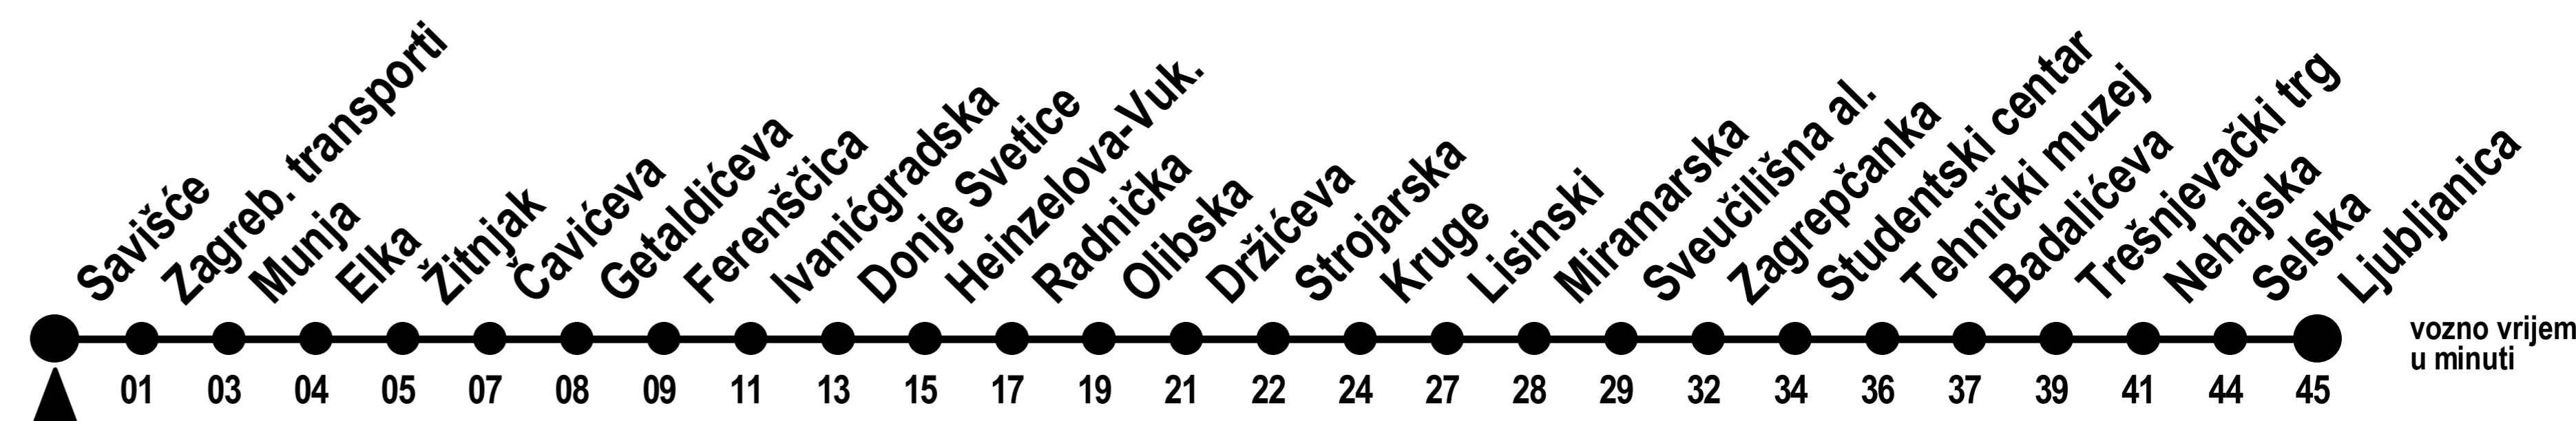 Savišće
Zagreb. transporti
Munja
Elka
Žitnjak
Čavićeva
Getaldićeva
Ferenščica
Ivanićgradska
Donje Svetice
Heinzelova-Vuk.
Radnička
Olibska
Držićeva
Strojarska
Kruge
Lisinski
Miramarska
Sveučilišna al.
Zagrepčanka
Studentski centar
Tehnički muzej
Badalićeva
Trešnjevački trg
Nehajska
Selska
Ljubljanica
vozno vrijem
u minuti
01 03 04 05 07 08 09 11 13 15 17 19 21 22 24 27 28 29 32 34 36 37 39 41 44 45